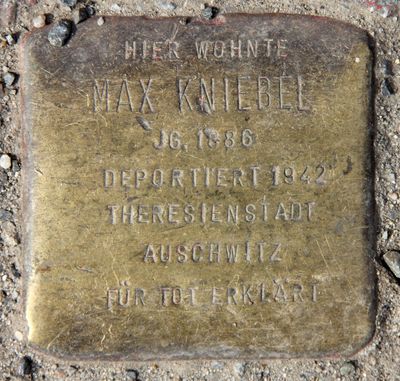 HIER WOHNTE
MAX KNIEBEL
JG. 1886
DEPORTIERT 1942
THERESIENSTADT
AUSCHWITZ
FÜR TOT ERKLÄRT